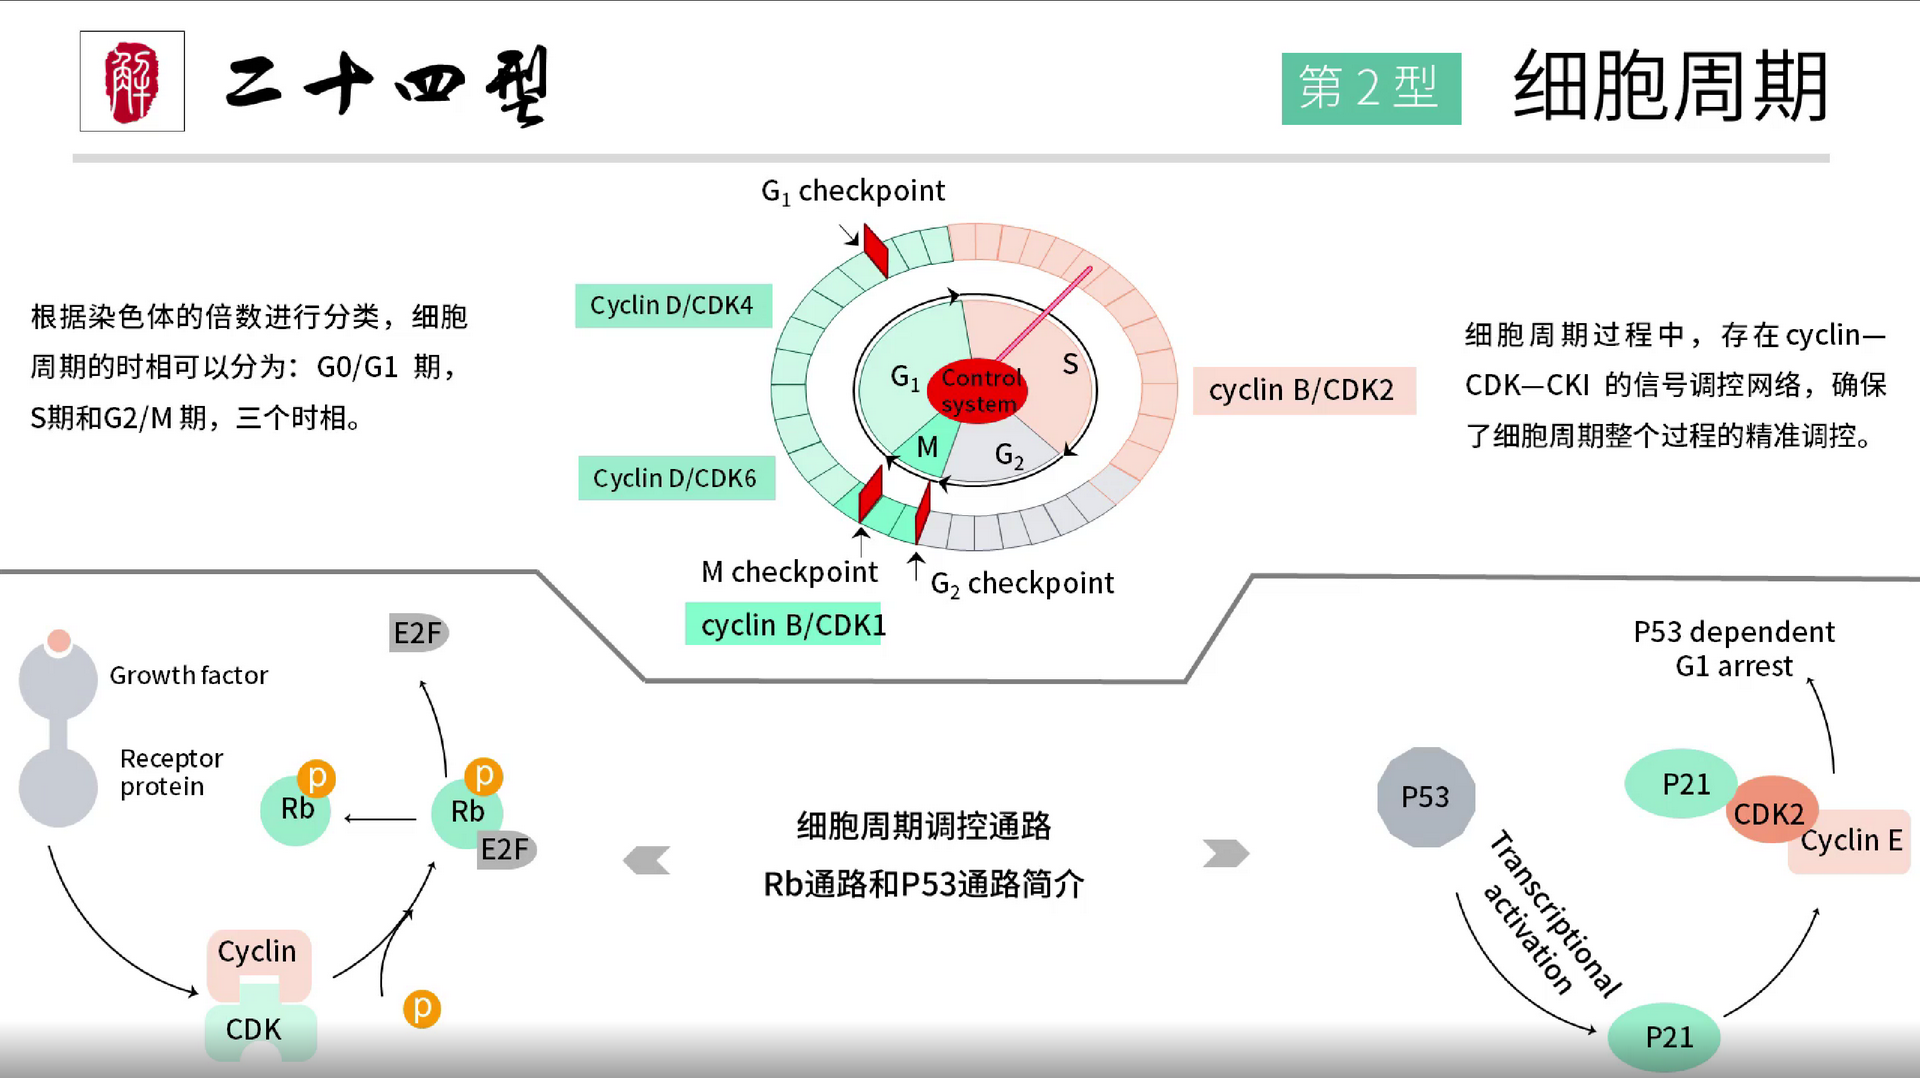 解
二十四型
第2型
细胞周期
G₁ checkpoint
Cyclin D/CDK4
根据染色体的倍数进行分类，细胞
周期的时相可以分为：G0/G1 期，
S期和G2/M 期，三个时相。
G₁
S
Control
system
M
G₂
cyclin B/CDK2
细胞周期过程中，存在cyclin—
CDK—CKI 的信号调控网络，确保
了细胞周期整个过程的精准调控。
Cyclin D/CDK6
M checkpoint
G₂ checkpoint
cyclin B/CDK1
E2F
Growth factor
Receptor
protein
p
Rb
p
Rb
E2F
Cyclin
CDK
p
细胞周期调控通路
Rb通路和P53通路简介
P53 dependent
G1 arrest
P53
P21
CDK2
Cyclin E
Transcriptional
activation
P21